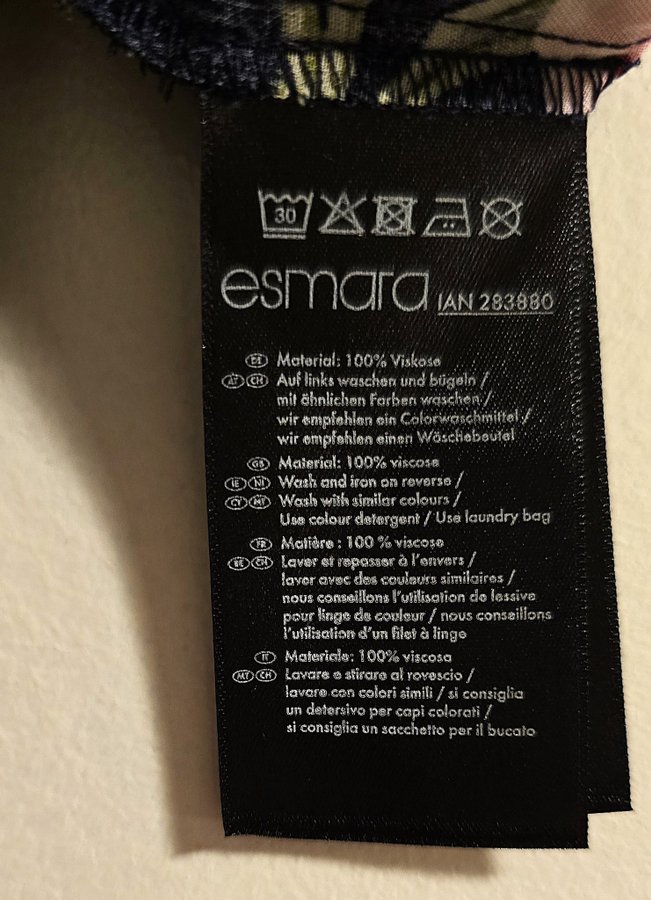 30
esmara IAN 283880
DE Material: 100% Viskose
AT CH Auf links waschen und bügeln /
mit ähnlichen Farben waschen /
wir empfehlen ein Colorwaschmittel /
wir empfehlen einen Wäschebeutel
GB Material: 100% viscose
IE NI Wash and iron on reverse /
CY MT Wash with similar colours /
Use colour detergent / Use laundry bag
FR Matière : 100 % viscose
BE CH Laver et repasser à l'envers /
laver avec des couleurs similaires /
nous conseillons l'utilisation de lessive
pour linge de couleur / nous conseillons
l'utilisation d'un filet à linge
IT Materiale: 100% viscosa
MT CH Lavare e stirare al rovescio /
lavare con colori simili / si consiglia
un detersivo per capi colorati /
si consiglia un sacchetto per il bucato